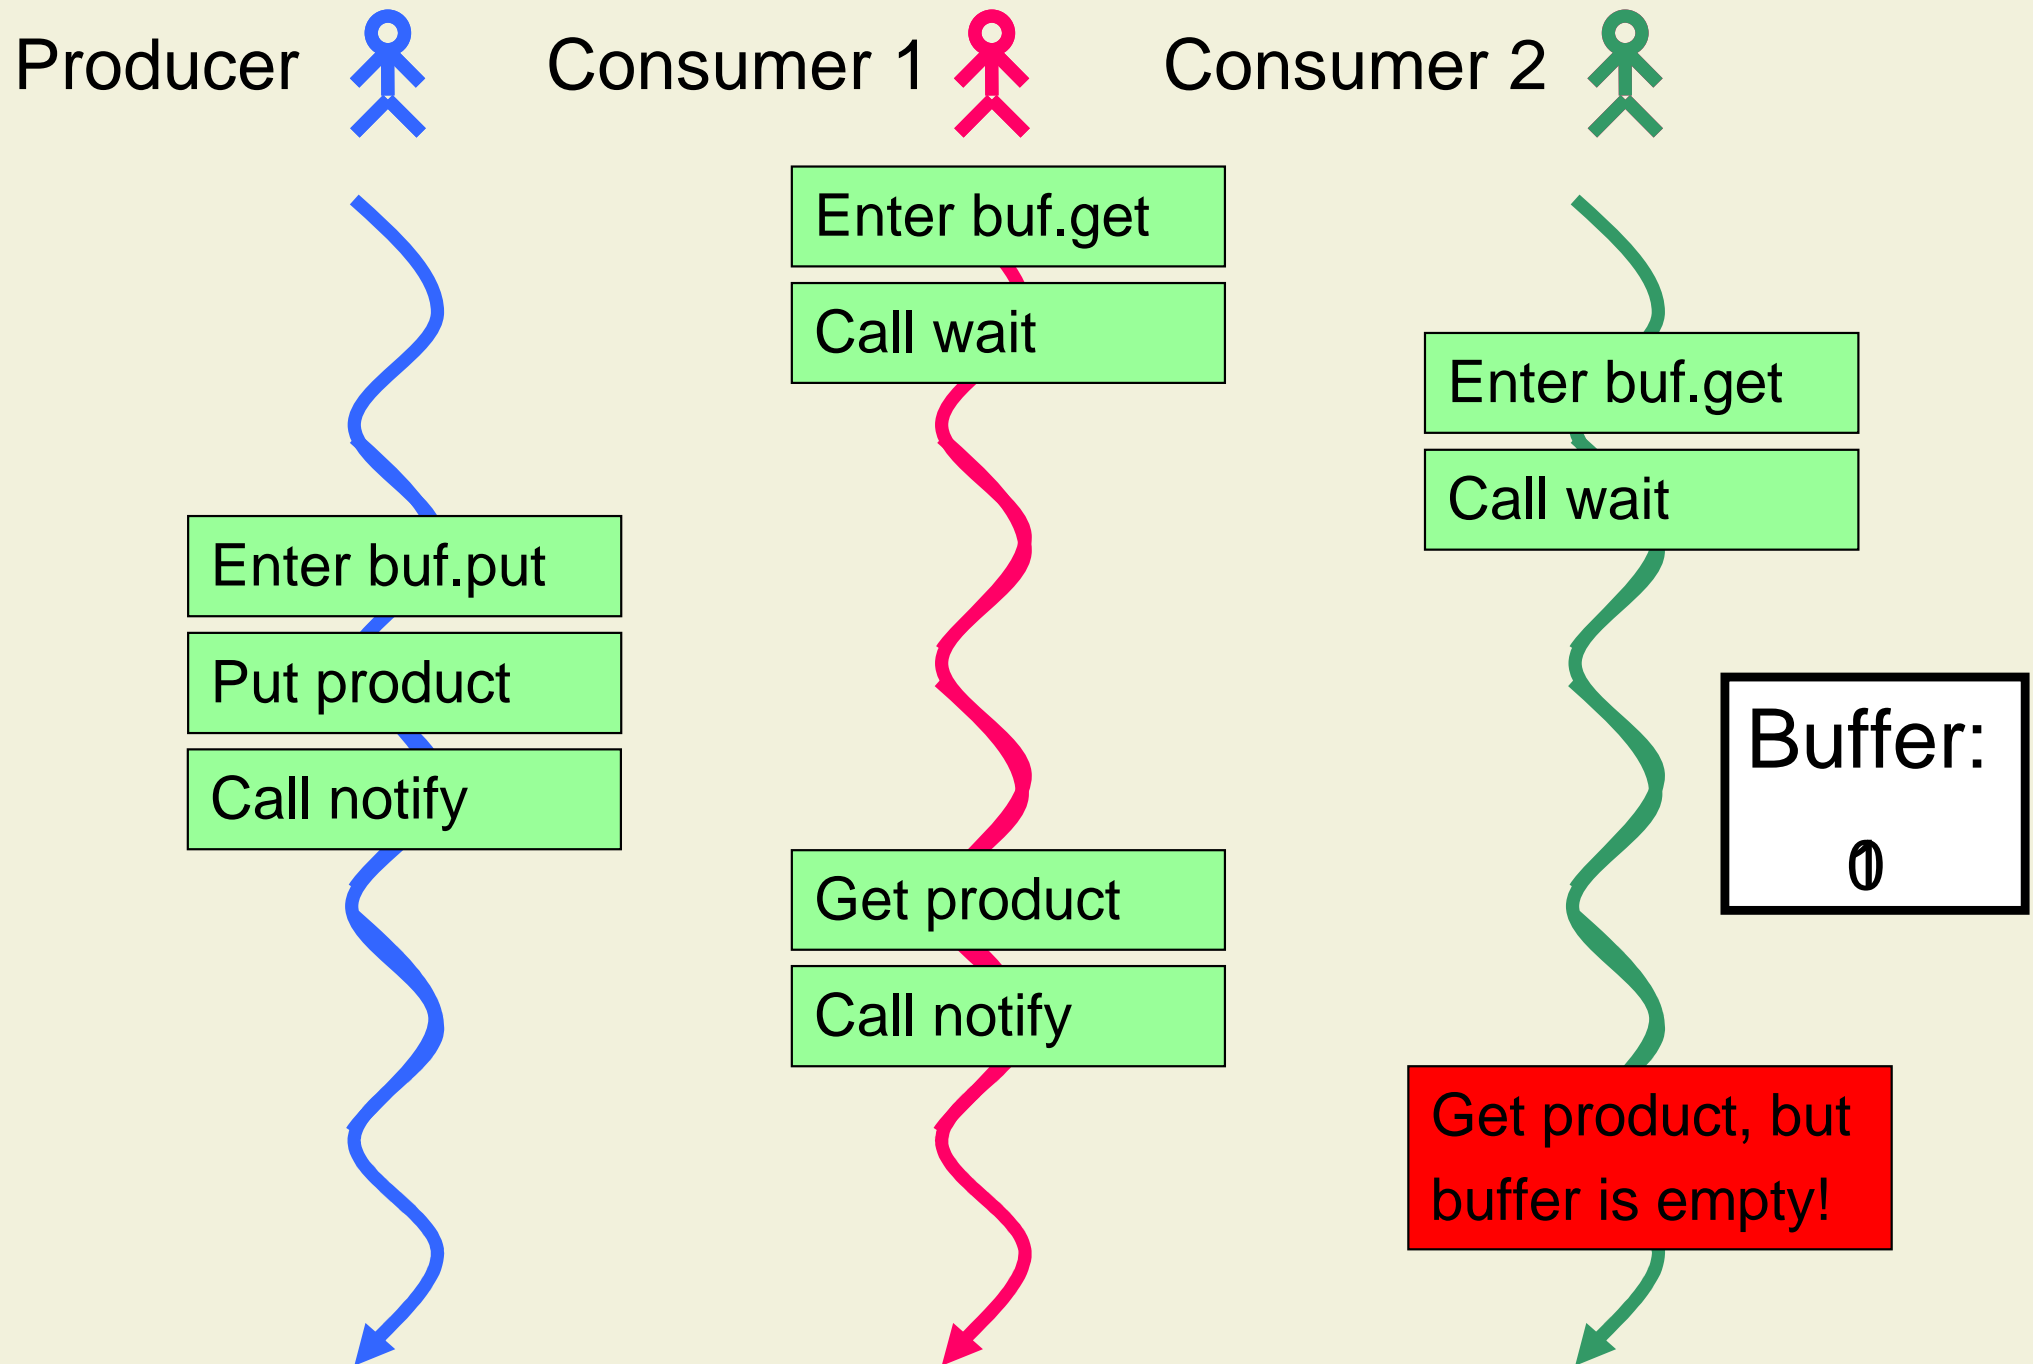 Producer
Consumer 1
Consumer 2
Enter buf.get
Call wait
Enter buf.get
Call wait
Enter buf.put
Put product
Call notify
Buffer:
Get product
Call notify
Get product, but
buffer is empty!